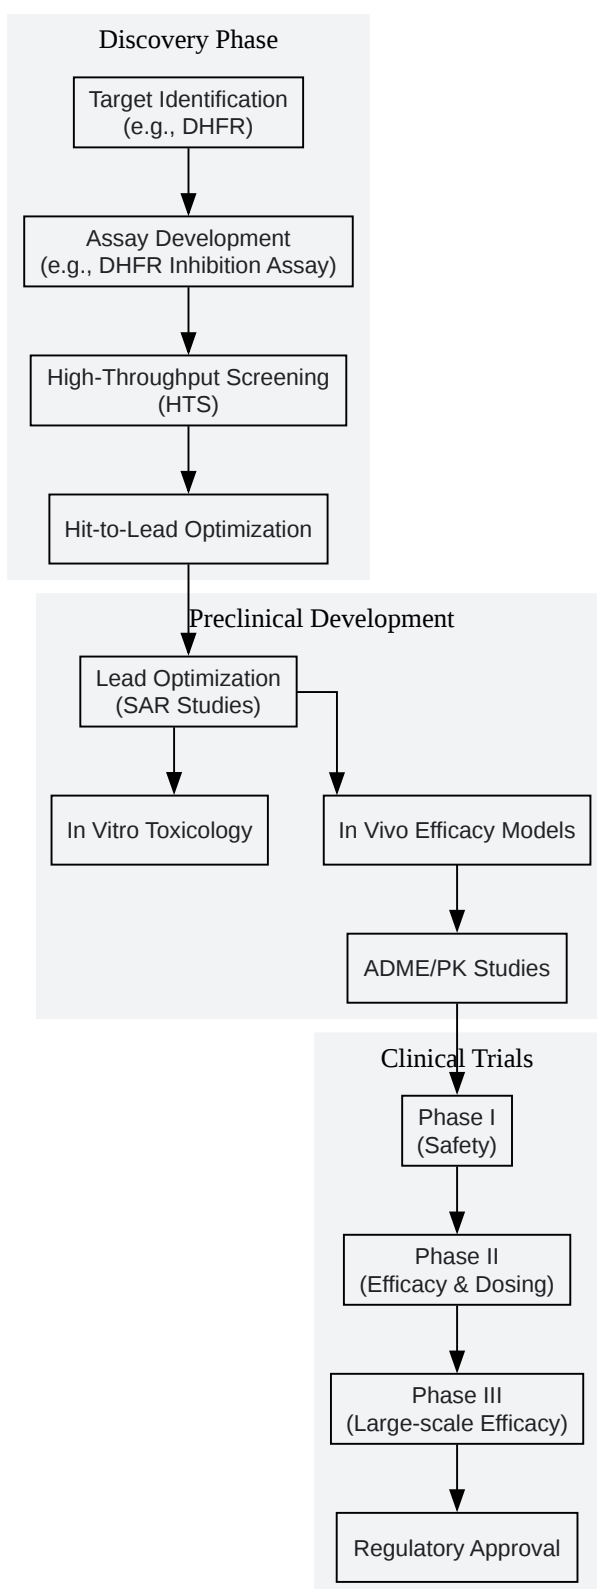 Discovery Phase
Target Identification
(e.g., DHFR)
Assay Development
(e.g., DHFR Inhibition Assay)
High-Throughput Screening
(HTS)
Hit-to-Lead Optimization
Preclinical Development
Lead Optimization
(SAR Studies)
In Vitro Toxicology
In Vivo Efficacy Models
ADME/PK Studies
Clinical Trials
Phase I
(Safety)
Phase II
(Efficacy & Dosing)
Phase III
(Large-scale Efficacy)
Regulatory Approval